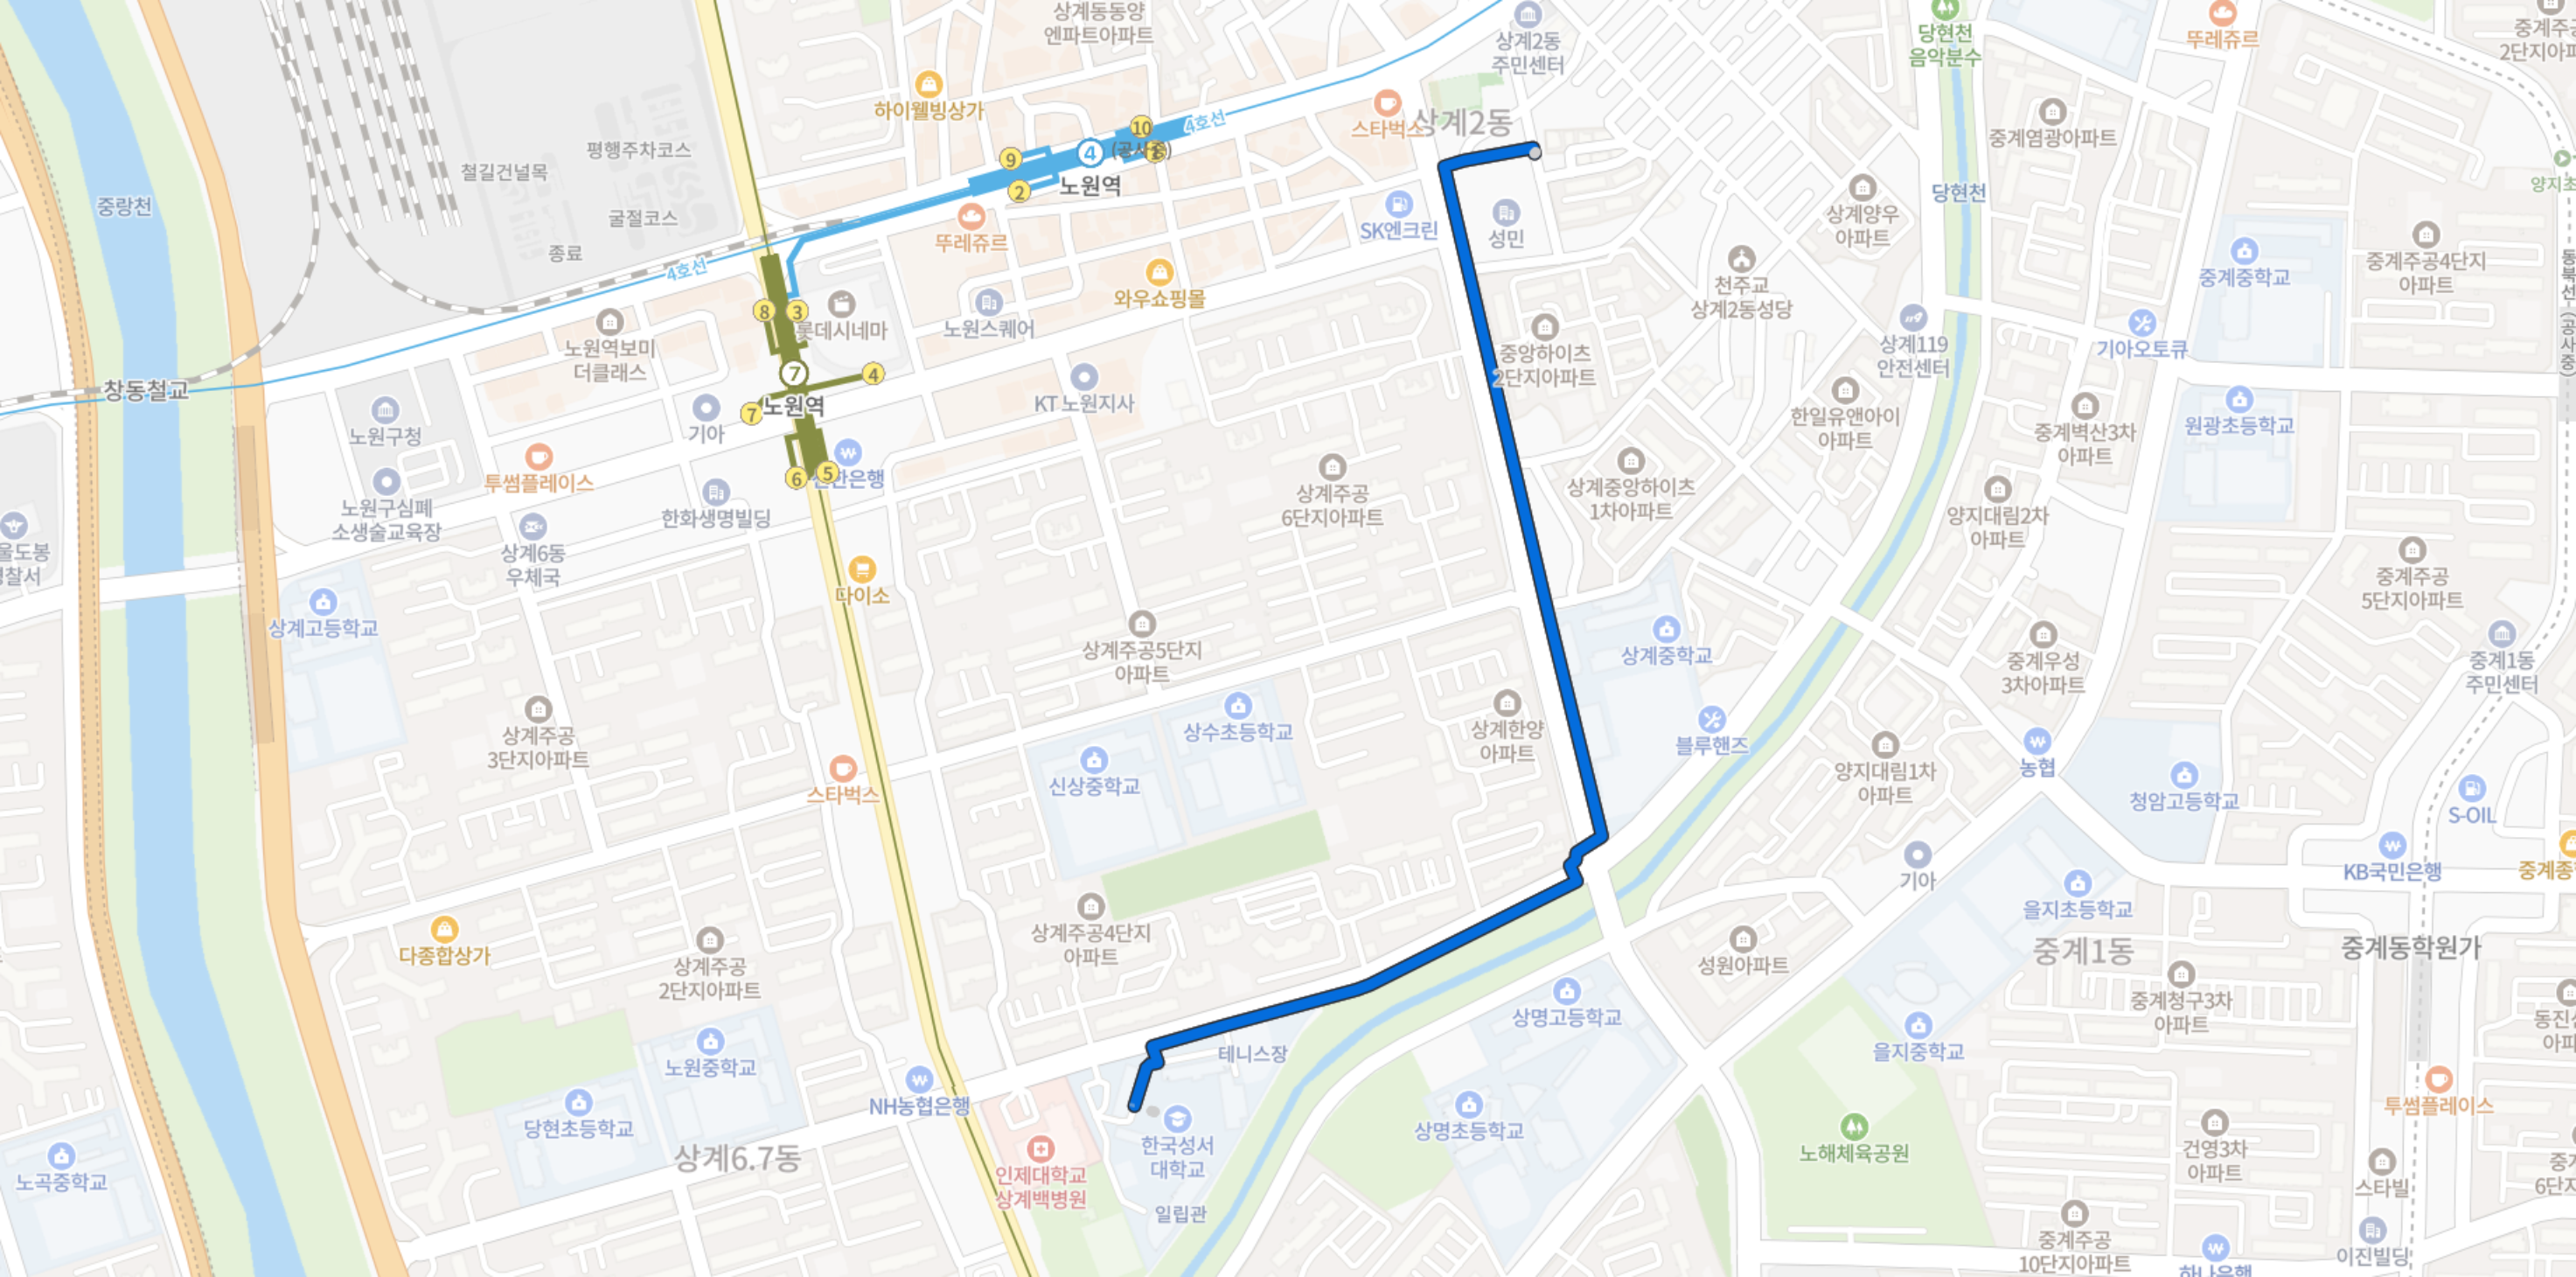 상계동동양
엔파트아파트
상계2동
주민센터
당현천
음악분수
뚜레쥬르
하이웰빙상가
10
4호선
스타벅스
상계2동
중계염광아파트
평행주차코스
철길건널목
굴절코스
종료
중랑천
9
4
2
노원역
뚜레쥬르
SK엔크린
성민
상계양우
아파트
당현천
천주교
상계2동성당
중계중학교
중계주공4단지
아파트
4호선
와우쇼핑몰
8
3
롯데시네마
노원스퀘어
노원역보미
더클래스
중앙하이츠
2단지아파트
상계119
안전센터
기아오토큐
동북선(공사중)
창동철교
7
4
7
노원역
KT 노원지사
노원구청
기아
한일유앤아이
아파트
중계벽산3차
아파트
원광초등학교
투썸플레이스
6
5
노원구심폐
소생술교육장
한화생명빌딩
상계주공
6단지아파트
상계중앙하이츠
1차아파트
양지대림2차
아파트
상계6동
우체국
다이소
중계주공
5단지아파트
상계고등학교
상계주공5단지
아파트
상계중학교
중계우성
3차아파트
중계1동
주민센터
상계주공
3단지아파트
상수초등학교
상계한양
아파트
블루핸즈
농협
신상중학교
스타벅스
양지대림1차
아파트
청암고등학교
S-OIL
KB국민은행
기아
다종합상가
상계주공
2단지아파트
상계주공4단지
아파트
을지초등학교
성원아파트
중계1동
중계동학원가
중계청구3차
아파트
상명고등학교
을지중학교
노원중학교
테니스장
NH농협은행
당현초등학교
한국성서
대학교
상명초등학교
투썸플레이스
노해체육공원
건영3차
아파트
상계6.7동
노곡중학교
인제대학교
상계백병원
일립관
스타빌
중계주공
10단지아파트
이진빌딩
하나은행